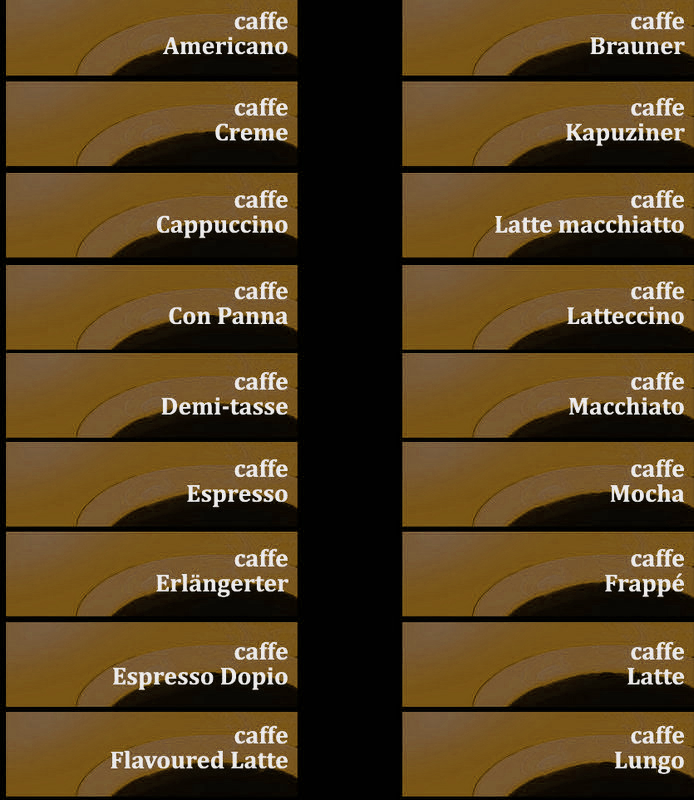 caffe
Americano
caffe
Creme
caffe
Cappuccino
caffe
Con Panna
caffe
Demi-tasse
caffe
Espresso
caffe
Erlängerter
caffe
Espresso Dopio
caffe
Flavoured Latte
caffe
Brauner
caffe
Kapuziner
caffe
Latte macchiatto
caffe
Latteccino
caffe
Macchiato
caffe
Mocha
caffe
Frappé
caffe
Latte
caffe
Lungo